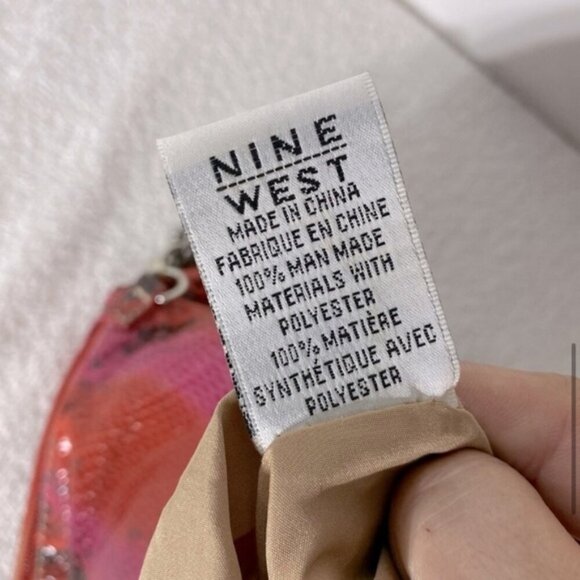 NINE
WEST
MADE IN CHINA
FABRIQUE EN CHINE
100% MAN MADE
MATERIALS WITH
POLYESTER
100% MATIÈRE
SYNTHÉTIQUE AVEC
POLYESTER